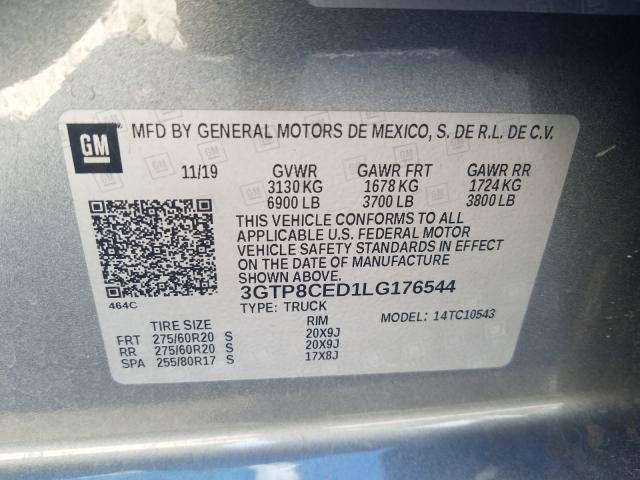 GM
MFD BY GENERAL MOTORS DE MEXICO, S. DE R.L. DE C.V.
11/19 GVWR GAWR FRT GAWR RR
3130 KG 1678 KG 1724 KG
6900 LB 3700 LB 3800 LB
THIS VEHICLE CONFORMS TO ALL
APPLICABLE U.S. FEDERAL MOTOR
VEHICLE SAFETY STANDARDS IN EFFECT
ON THE DATE OF MANUFACTURE
SHOWN ABOVE.
464C 3GTP8CED1LG176544
TYPE: TRUCK
MODEL: 14TC10543
TIRE SIZE RIM
FRT 275/60R20 S 20X9J
RR 275/60R20 S 20X9J
SPA 255/80R17 S 17X8J